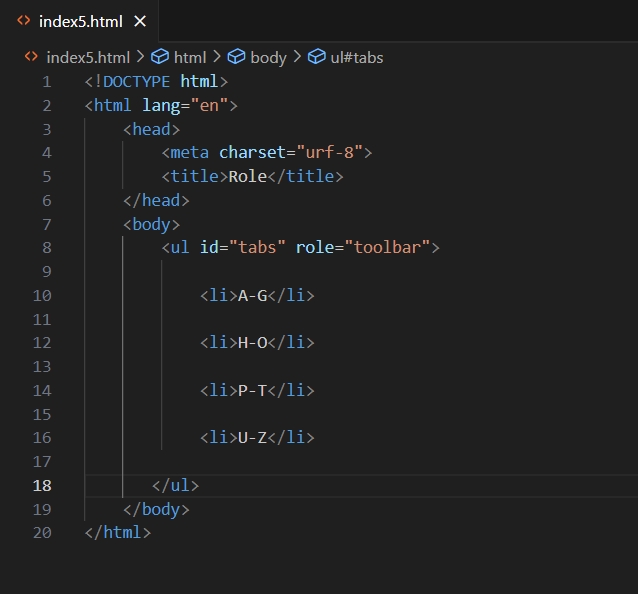 index5.html
index5.html > html > body > ul#tabs
1 <!DOCTYPE html>
2 <html lang="en">
3 <head>
4 <meta charset="urf-8">
5 <title>Role</title>
6 </head>
7 <body>
8 <ul id="tabs" role="toolbar">
9
10 <li>A-G</li>
11
12 <li>H-O</li>
13
14 <li>P-T</li>
15
16 <li>U-Z</li>
17
18 </ul>
19 </body>
20 </html>